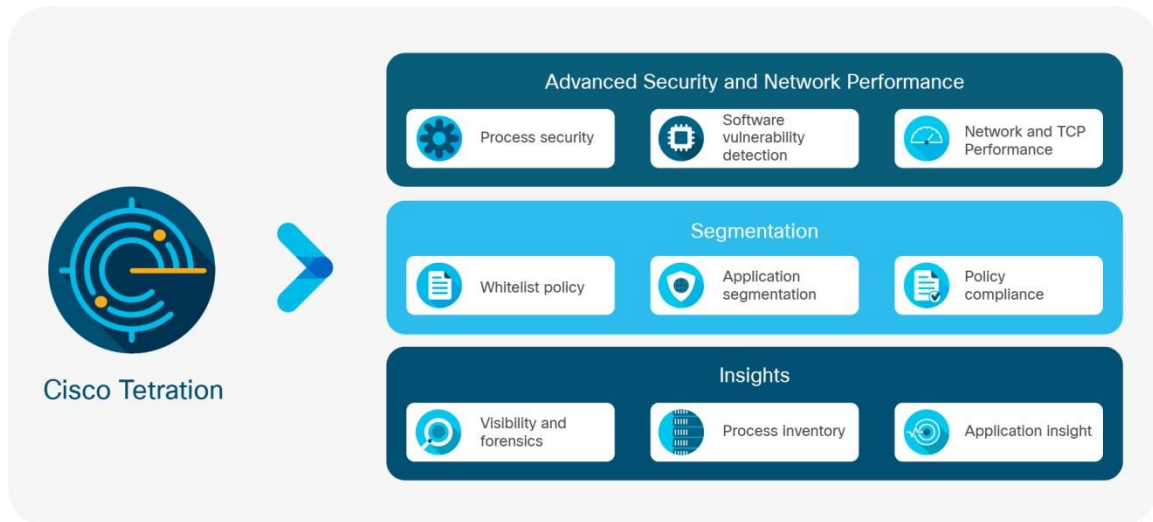 Advanced Security and Network Performance
Process security
Software
vulnerability
detection
Network and TCP
Performance
Segmentation
Whitelist policy
Application
segmentation
Policy
compliance
Cisco Tetration
Insights
Visibility and
forensics
Process inventory
Application insight